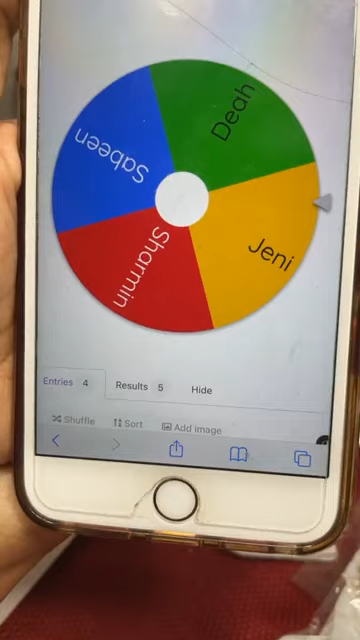 Deah
Sabeen
Jeni
Sharmin
Entries 4 Results 5 Hide
Shuffle Sort Add image